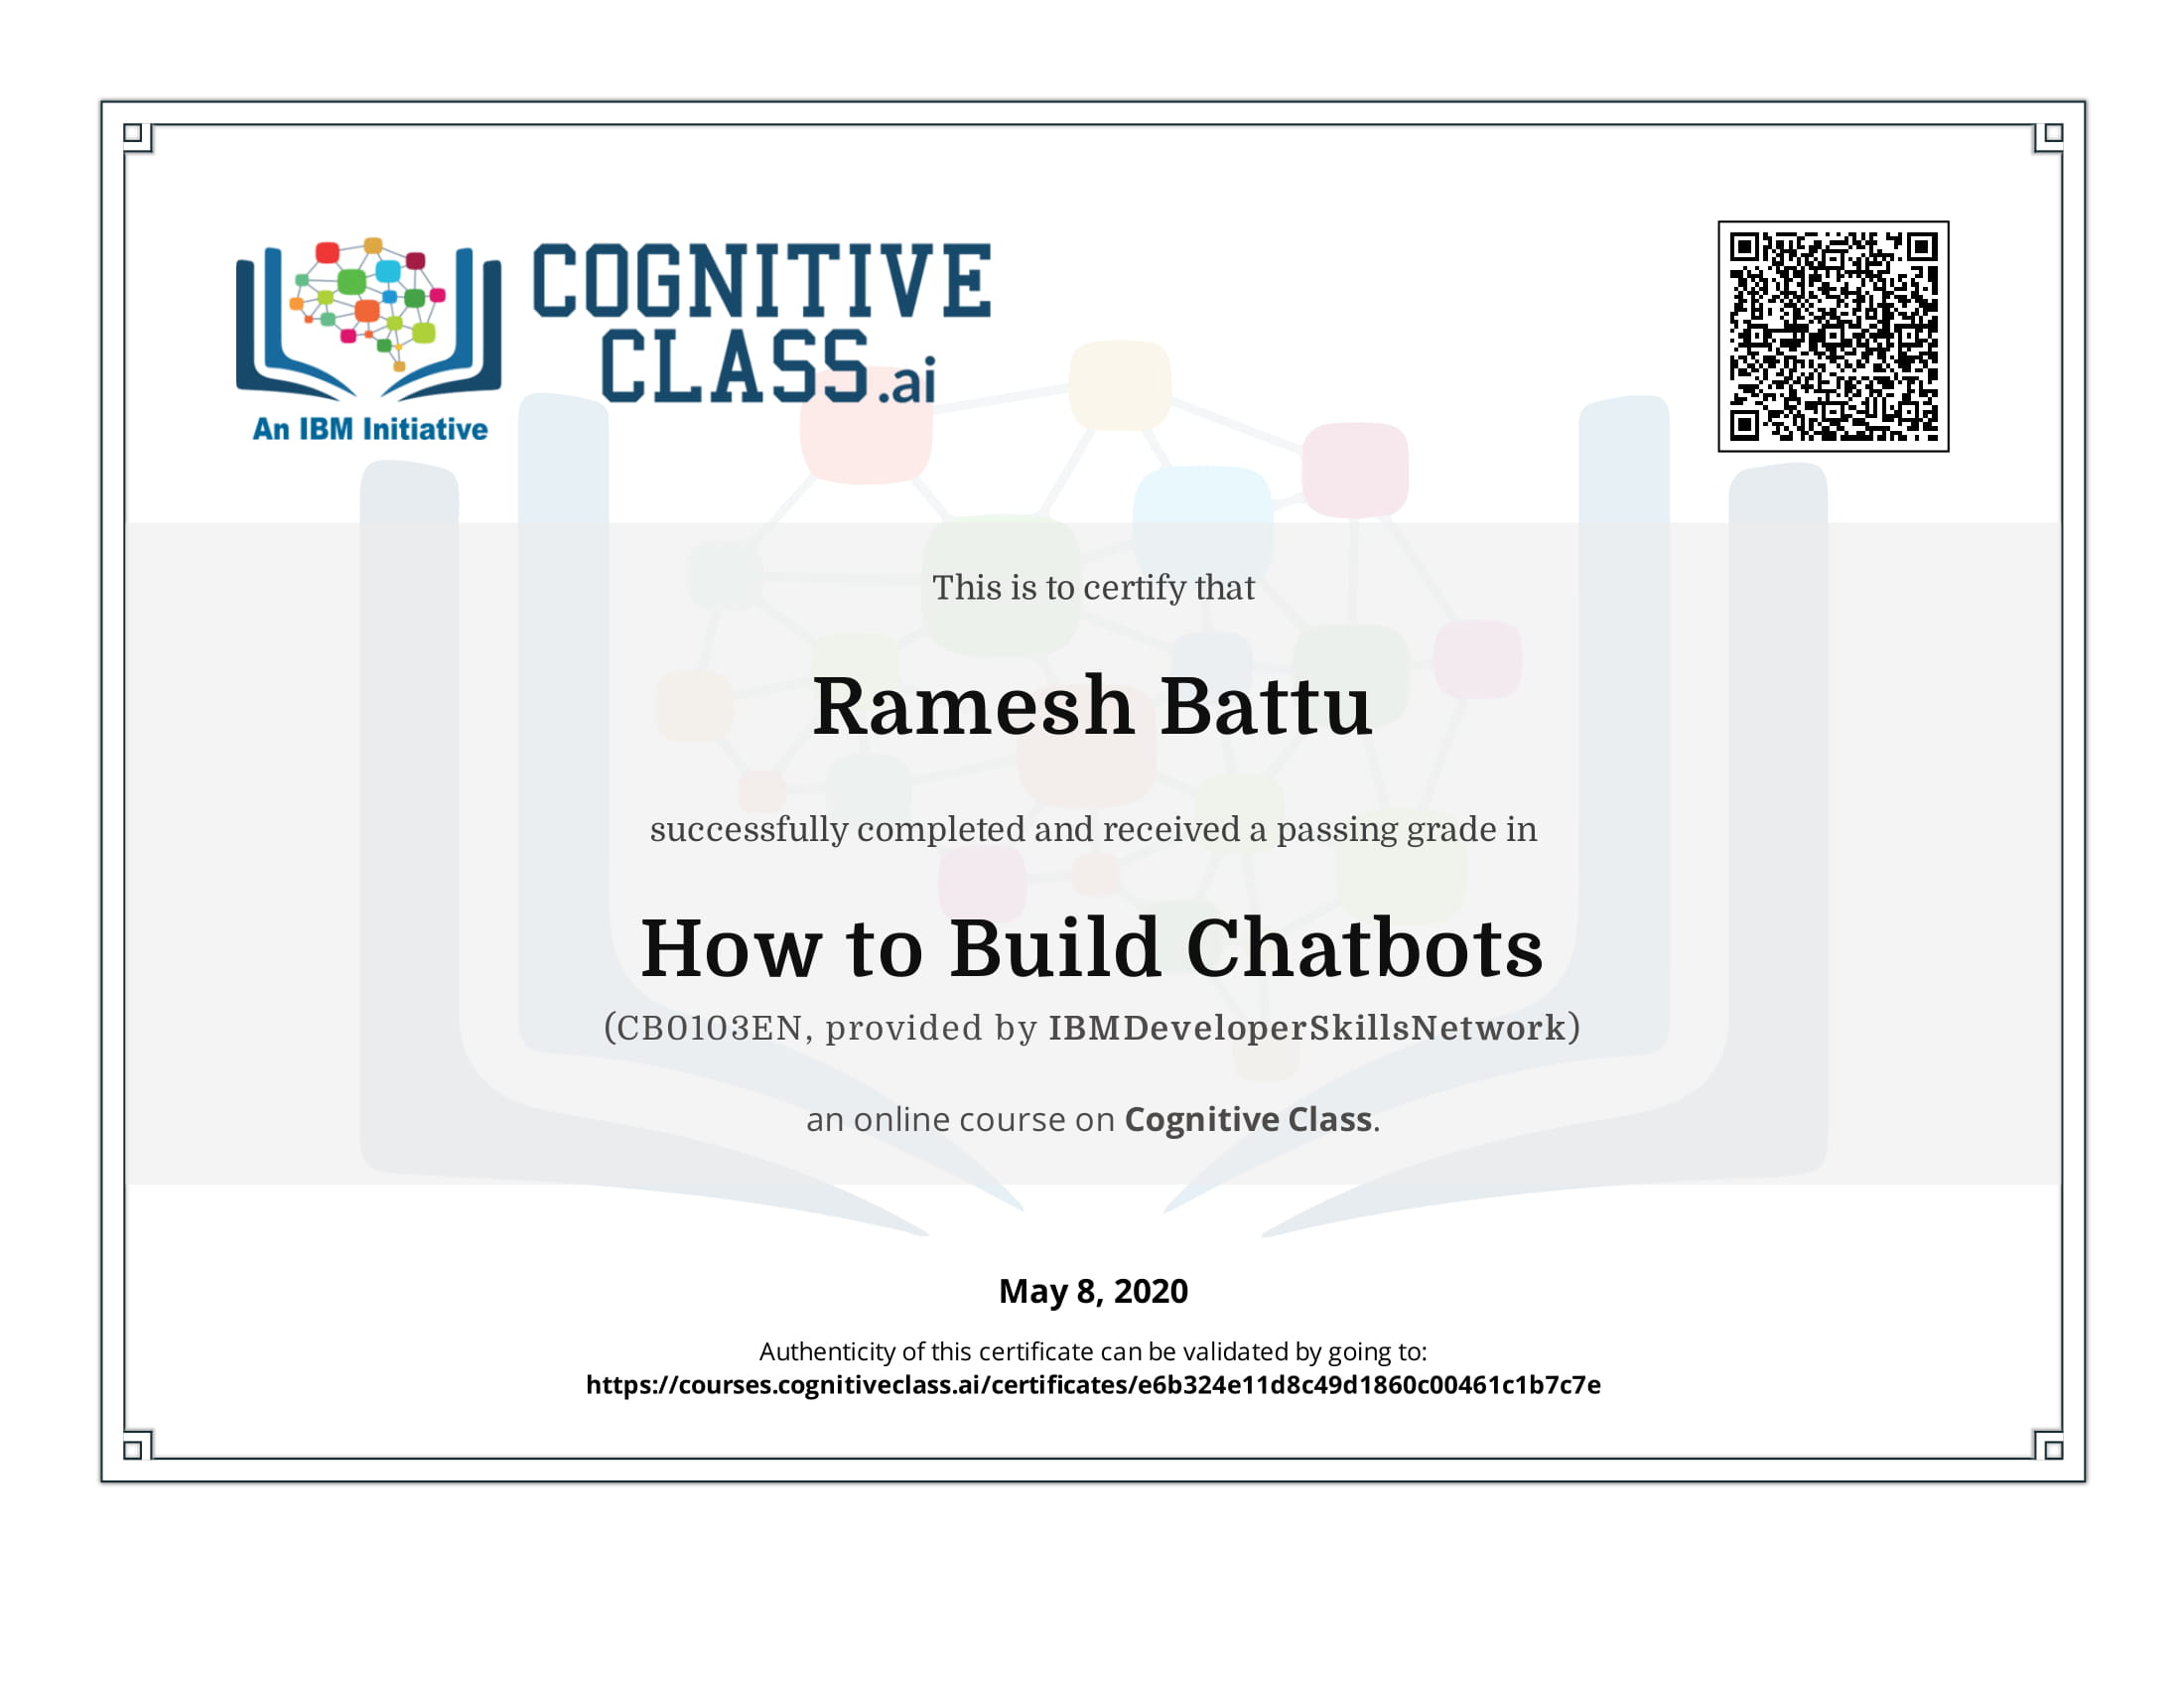 COGNITIVE
CLASS.ai
An IBM Initiative
This is to certify that
Ramesh Battu
successfully completed and received a passing grade in
How to Build Chatbots
(CB0103EN, provided by IBMDeveloperSkillsNetwork)
an online course on Cognitive Class.
May 8, 2020
Authenticity of this certificate can be validated by going to:
https://courses.cognitiveclass.ai/certificates/e6b324e11d8c49d1860c00461c1b7c7e